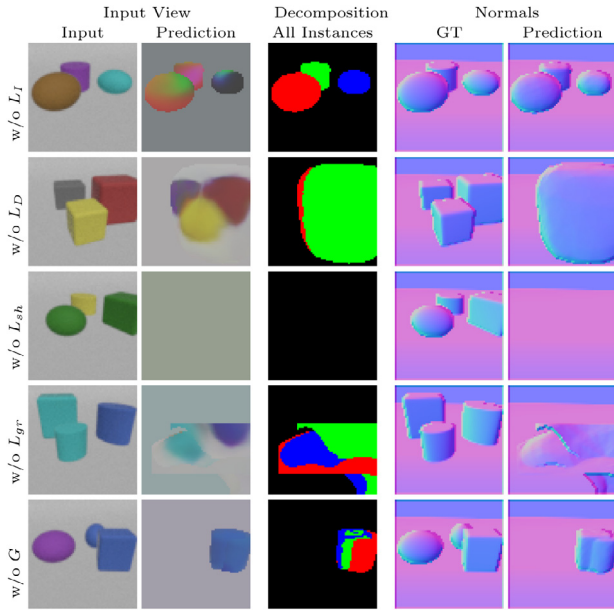 Input View Decomposition Normals
Input Prediction All Instances GT Prediction
w/o L_I
w/o L_D
w/o L_sh
w/o L_gr
w/o G